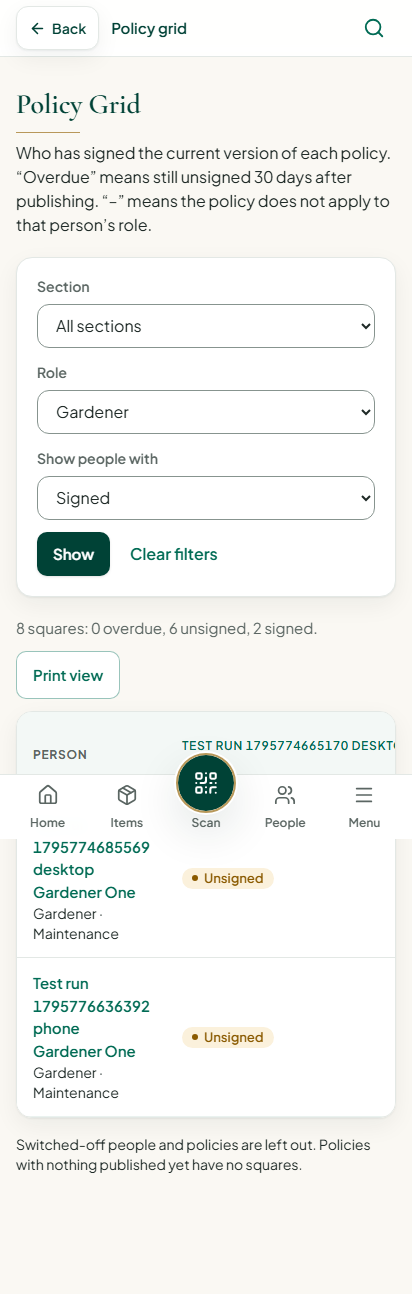 Back
Policy grid
Policy Grid
Who has signed the current version of each policy.
“Overdue” means still unsigned 30 days after
publishing. “–” means the policy does not apply to
that person’s role.
Section
All sections
Role
Gardener
Show people with
Signed
Show
Clear filters
8 squares: 0 overdue, 6 unsigned, 2 signed.
Print view
PERSON
TEST RUN 1795774665170
Home
Items
Scan
People
Menu
1795774685569
desktop
Gardener One
Gardener ·
Maintenance
Unsigned
Test run
1795776636392
phone
Gardener One
Gardener ·
Maintenance
Unsigned
Switched-off people and policies are left out. Policies
with nothing published yet have no squares.